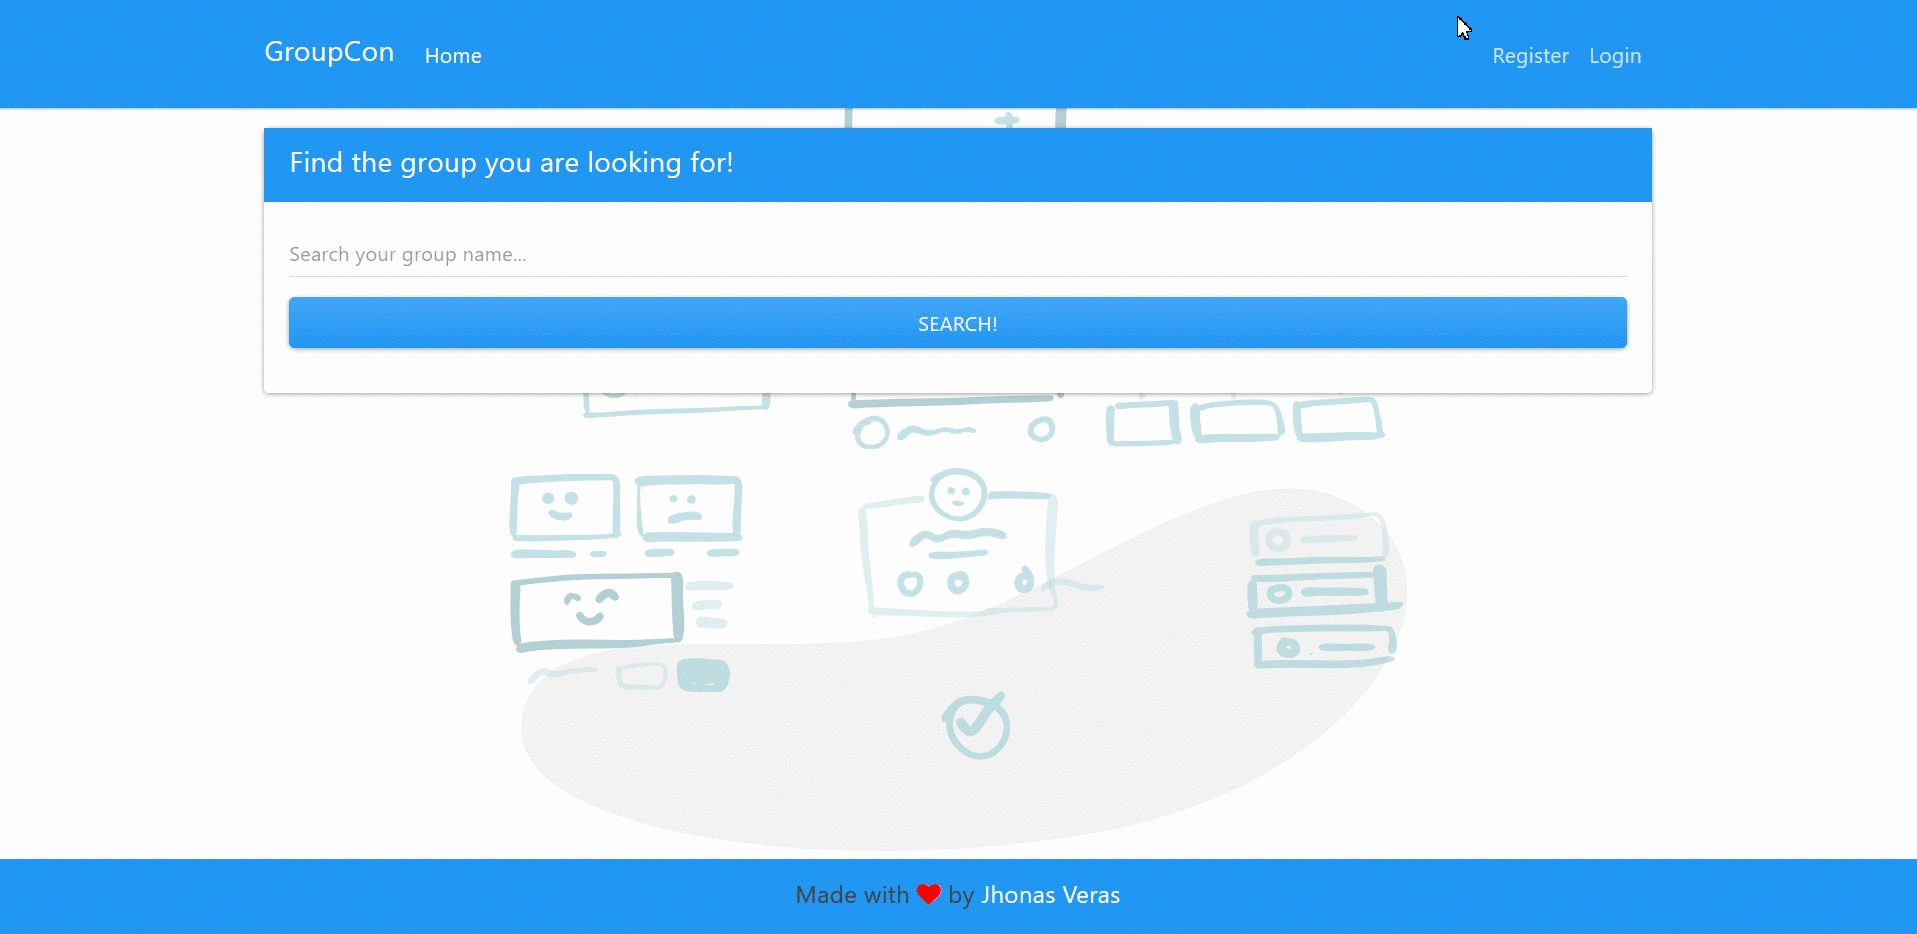 GroupCon Home Register Login
Find the group you are looking for!
Search your group name...
SEARCH!
Made with ❤ by Jhonas Veras